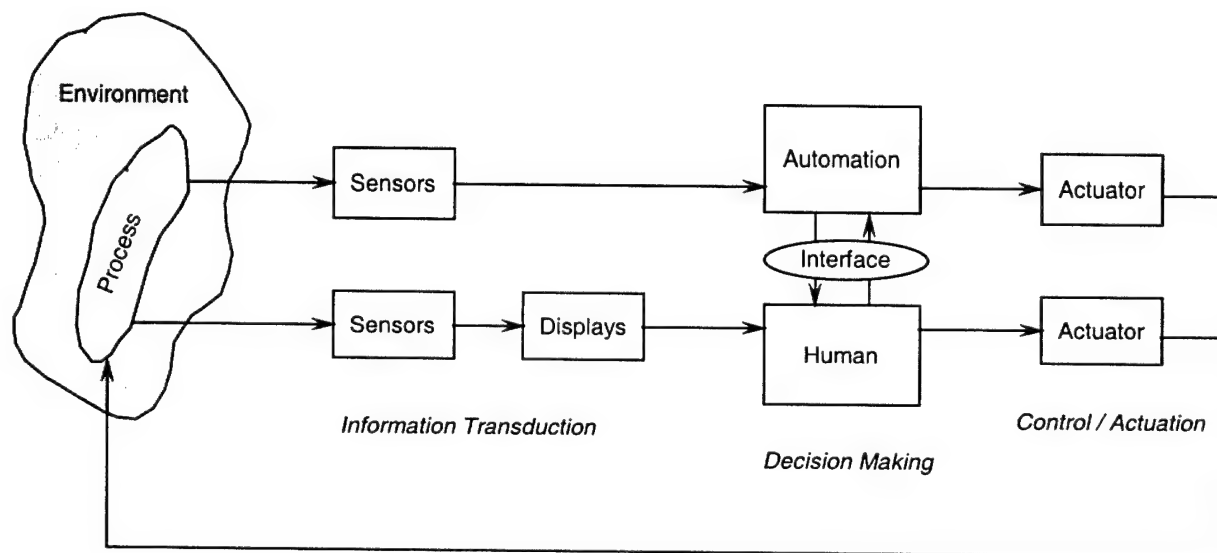 Environment
Process
Sensors
Automation
Actuator
Interface
Sensors
Displays
Human
Actuator
Information Transduction
Decision Making
Control / Actuation